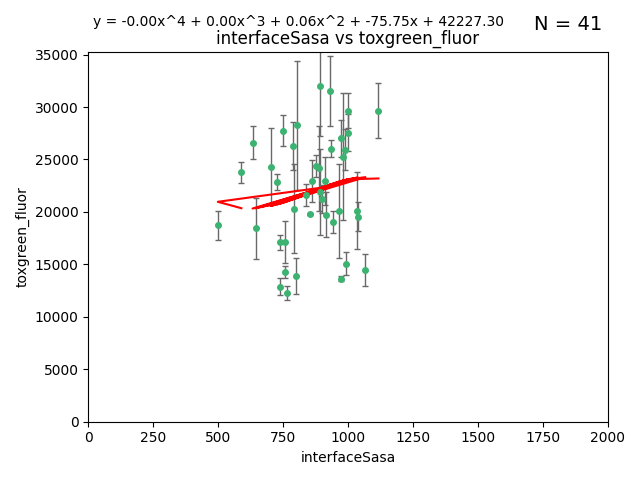 y = -0.00x^4 + 0.00x^3 + 0.06x^2 + -75.75x + 42227.30
N = 41
interfaceSasa vs toxgreen_fluor
35000
30000
25000
20000
15000
10000
5000
0
toxgreen_fluor
0 250 500 750 1000 1250 1500 1750 2000
interfaceSasa